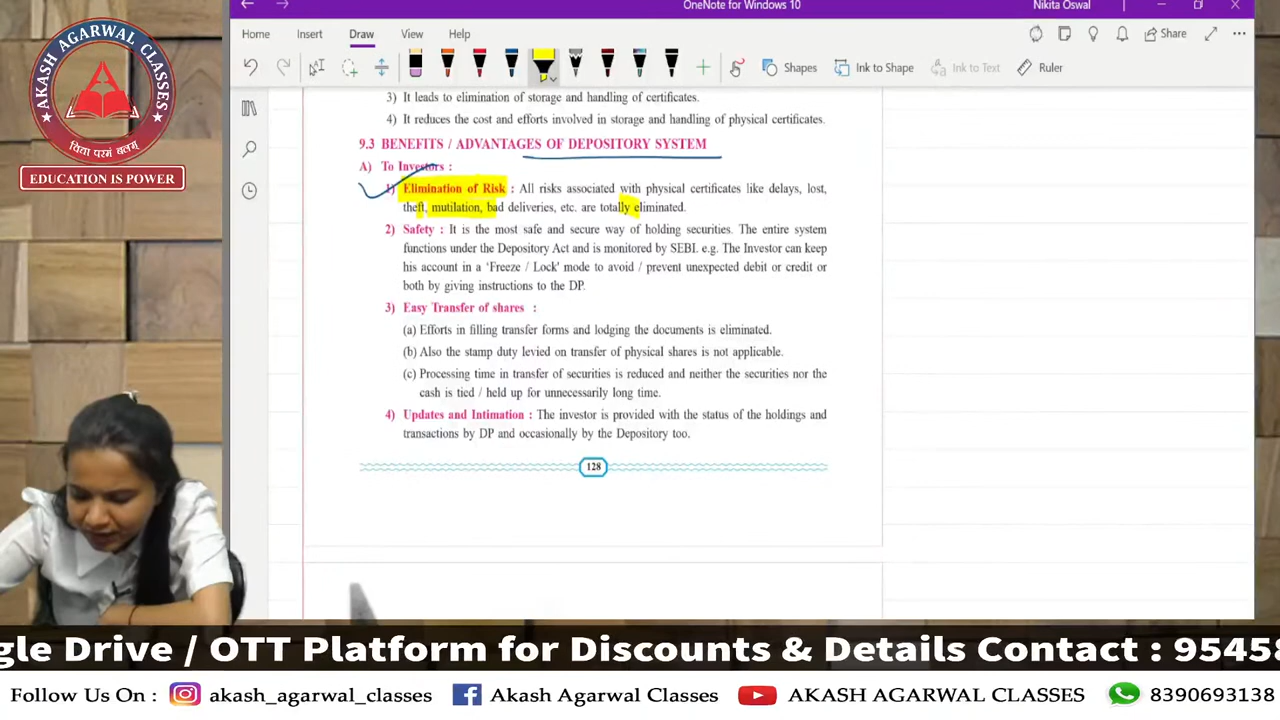 OneNote for Windows 10
Nikita Oswal
Home Insert Draw View Help
Share
Shapes Ink to Shape Ink to Text Ruler
AKASH AGARWAL CLASSES
विद्या परमं बलम्
EDUCATION IS POWER
3) It leads to elimination of storage and handling of certificates.
4) It reduces the cost and efforts involved in storage and handling of physical certificates.
9.3 BENEFITS / ADVANTAGES OF DEPOSITORY SYSTEM
A) To Investors :
1) Elimination of Risk : All risks associated with physical certificates like delays, lost,
theft, mutilation, bad deliveries, etc. are totally eliminated.
2) Safety : It is the most safe and secure way of holding securities. The entire system
functions under the Depository Act and is monitored by SEBI. e.g. The Investor can keep
his account in a 'Freeze / Lock' mode to avoid / prevent unexpected debit or credit or
both by giving instructions to the DP.
3) Easy Transfer of shares :
(a) Efforts in filling transfer forms and lodging the documents is eliminated.
(b) Also the stamp duty levied on transfer of physical shares is not applicable.
(c) Processing time in transfer of securities is reduced and neither the securities nor the
cash is tied / held up for unnecessarily long time.
4) Updates and Intimation : The investor is provided with the status of the holdings and
transactions by DP and occasionally by the Depository too.
128
gle Drive / OTT Platform for Discounts & Details Contact : 9545
Follow Us On : akash_agarwal_classes Akash Agarwal Classes AKASH AGARWAL CLASSES 8390693138